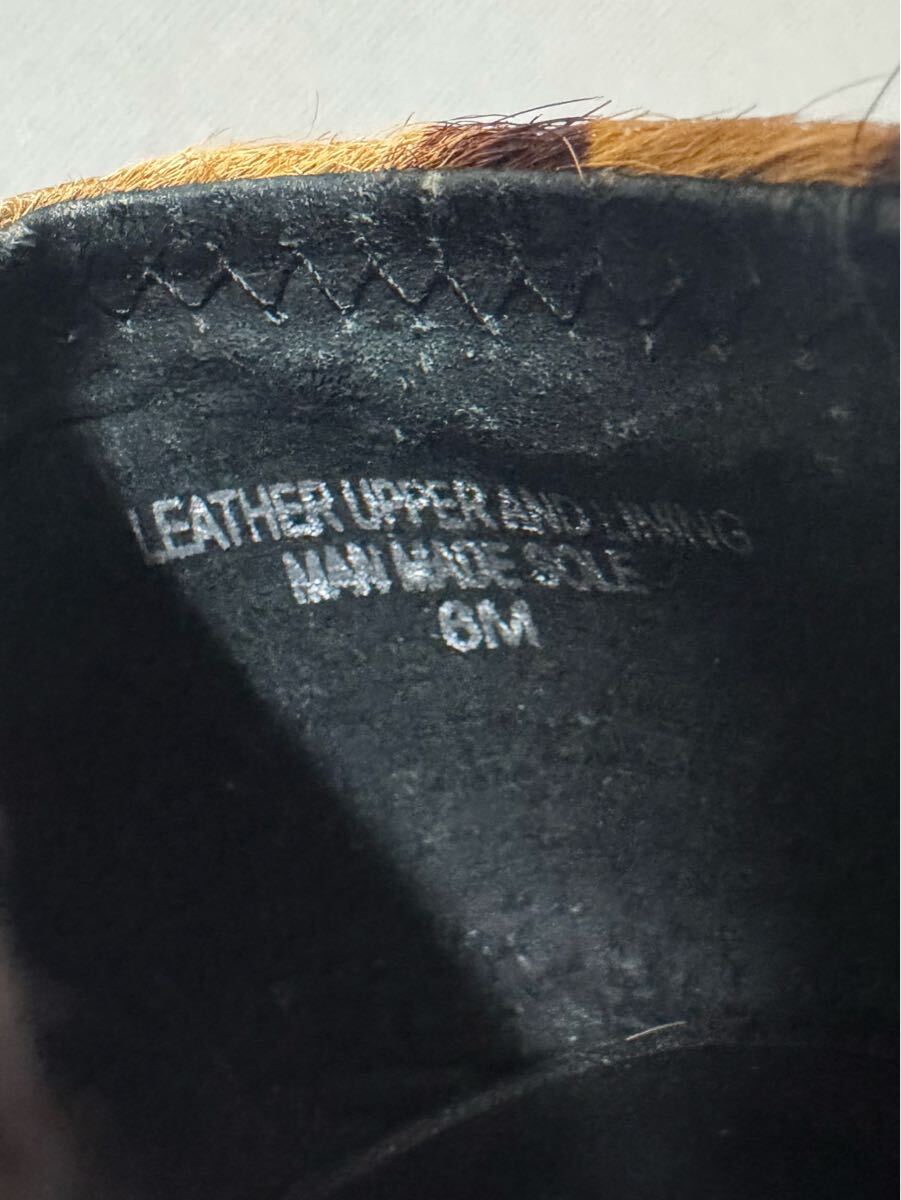 LEATHER UPPER AND LINING
MAN MADE SOLE
6M